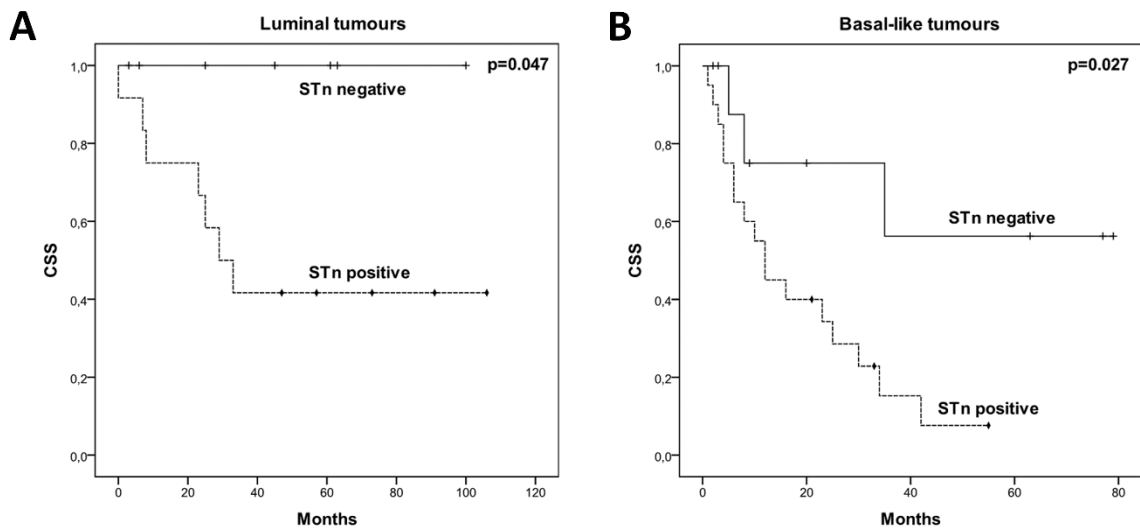 A
Luminal tumours
p=0.047
1,0
0,8
0,6
0,4
0,2
0,0
CSS
STn negative
STn positive
0 20 40 60 80 100 120
Months
B
Basal-like tumours
p=0.027
1,0
0,8
0,6
0,4
0,2
0,0
CSS
STn negative
STn positive
0 20 40 60 80
Months